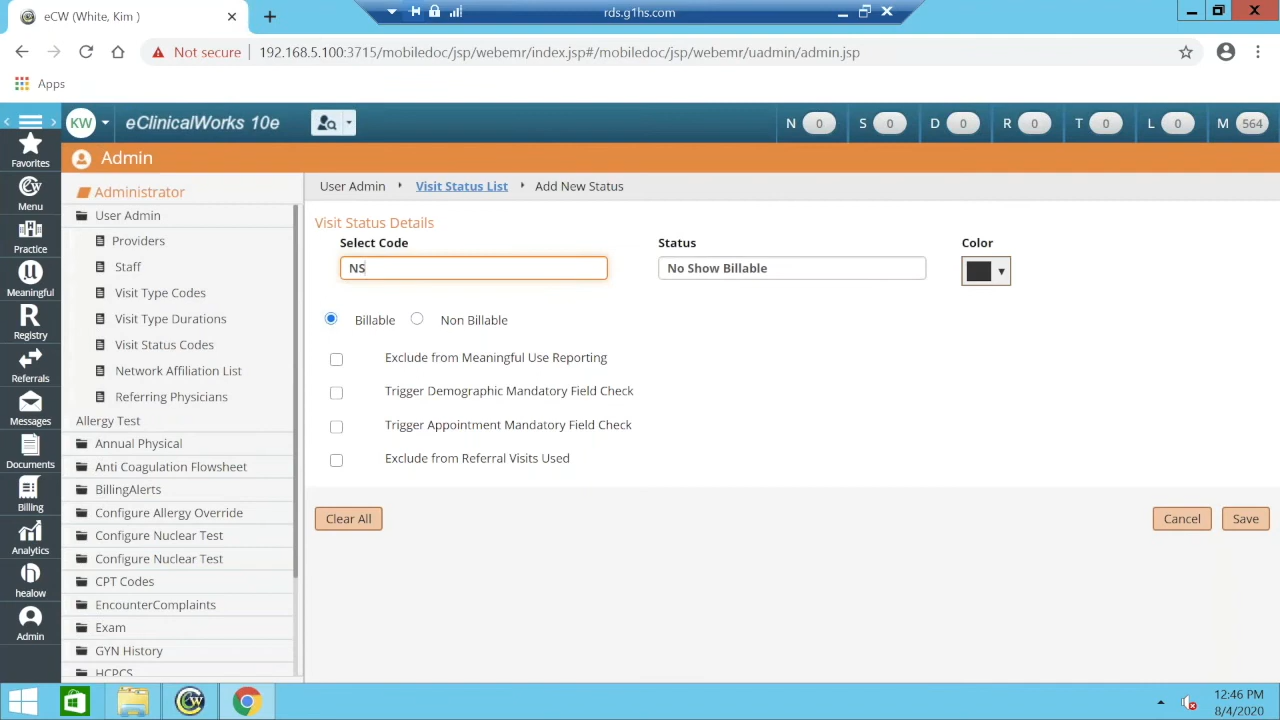 eCW (White, Kim )
rds.g1hs.com
Not secure
192.168.5.100:3715/mobiledoc/jsp/webemr/index.jsp#/mobiledoc/jsp/webemr/uadmin/admin.jsp
Apps
KW
eClinicalWorks 10e
N 0
S 0
D 0
R 0
T 0
L 0
M 564
Favorites
Menu
Practice
Meaningful
Registry
Referrals
Messages
Documents
Billing
Analytics
healow
Admin
Admin
Administrator
User Admin
Providers
Staff
Visit Type Codes
Visit Type Durations
Visit Status Codes
Network Affiliation List
Referring Physicians
Allergy Test
Annual Physical
Anti Coagulation Flowsheet
BillingAlerts
Configure Allergy Override
Configure Nuclear Test
Configure Nuclear Test
CPT Codes
EncounterComplaints
Exam
GYN History
HCPCS
User Admin
Visit Status List
Add New Status
Visit Status Details
Select Code
Status
Color
NS
No Show Billable
Billable
Non Billable
Exclude from Meaningful Use Reporting
Trigger Demographic Mandatory Field Check
Trigger Appointment Mandatory Field Check
Exclude from Referral Visits Used
Clear All
Cancel
Save
12:46 PM
8/4/2020